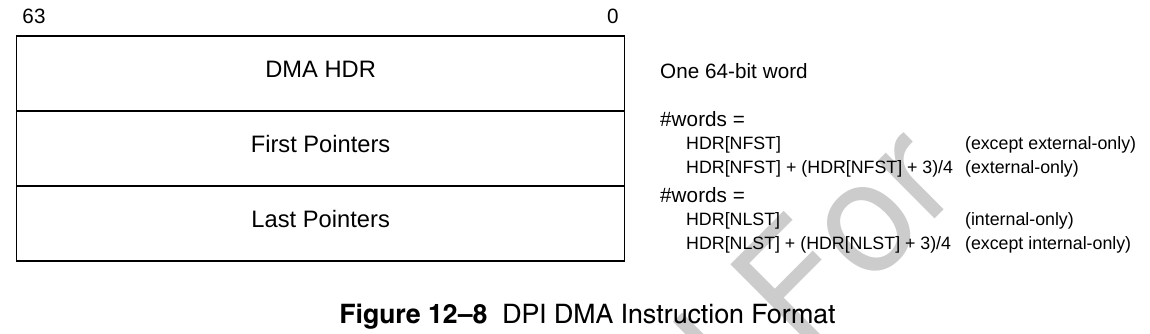 63 0
DMA HDR One 64-bit word
#words =
First Pointers HDR[NFST] (except external-only)
HDR[NFST] + (HDR[NFST] + 3)/4 (external-only)
#words =
Last Pointers HDR[NLST] (internal-only)
HDR[NLST] + (HDR[NLST] + 3)/4 (except internal-only)
For
Figure 12–8 DPI DMA Instruction Format